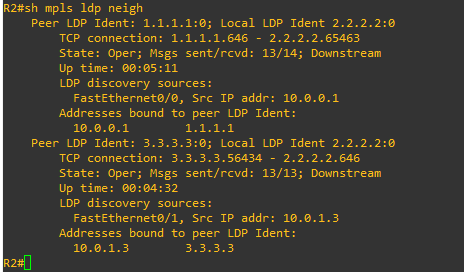 R2#sh mpls ldp neigh
Peer LDP Ident: 1.1.1.1:0; Local LDP Ident 2.2.2.2:0
TCP connection: 1.1.1.1.646 - 2.2.2.2.65463
State: Oper; Msgs sent/rcvd: 13/14; Downstream
Up time: 00:05:11
LDP discovery sources:
FastEthernet0/0, Src IP addr: 10.0.0.1
Addresses bound to peer LDP Ident:
10.0.0.1 1.1.1.1
Peer LDP Ident: 3.3.3.3:0; Local LDP Ident 2.2.2.2:0
TCP connection: 3.3.3.3.56434 - 2.2.2.2.646
State: Oper; Msgs sent/rcvd: 13/13; Downstream
Up time: 00:04:32
LDP discovery sources:
FastEthernet0/1, Src IP addr: 10.0.1.3
Addresses bound to peer LDP Ident:
10.0.1.3 3.3.3.3
R2#